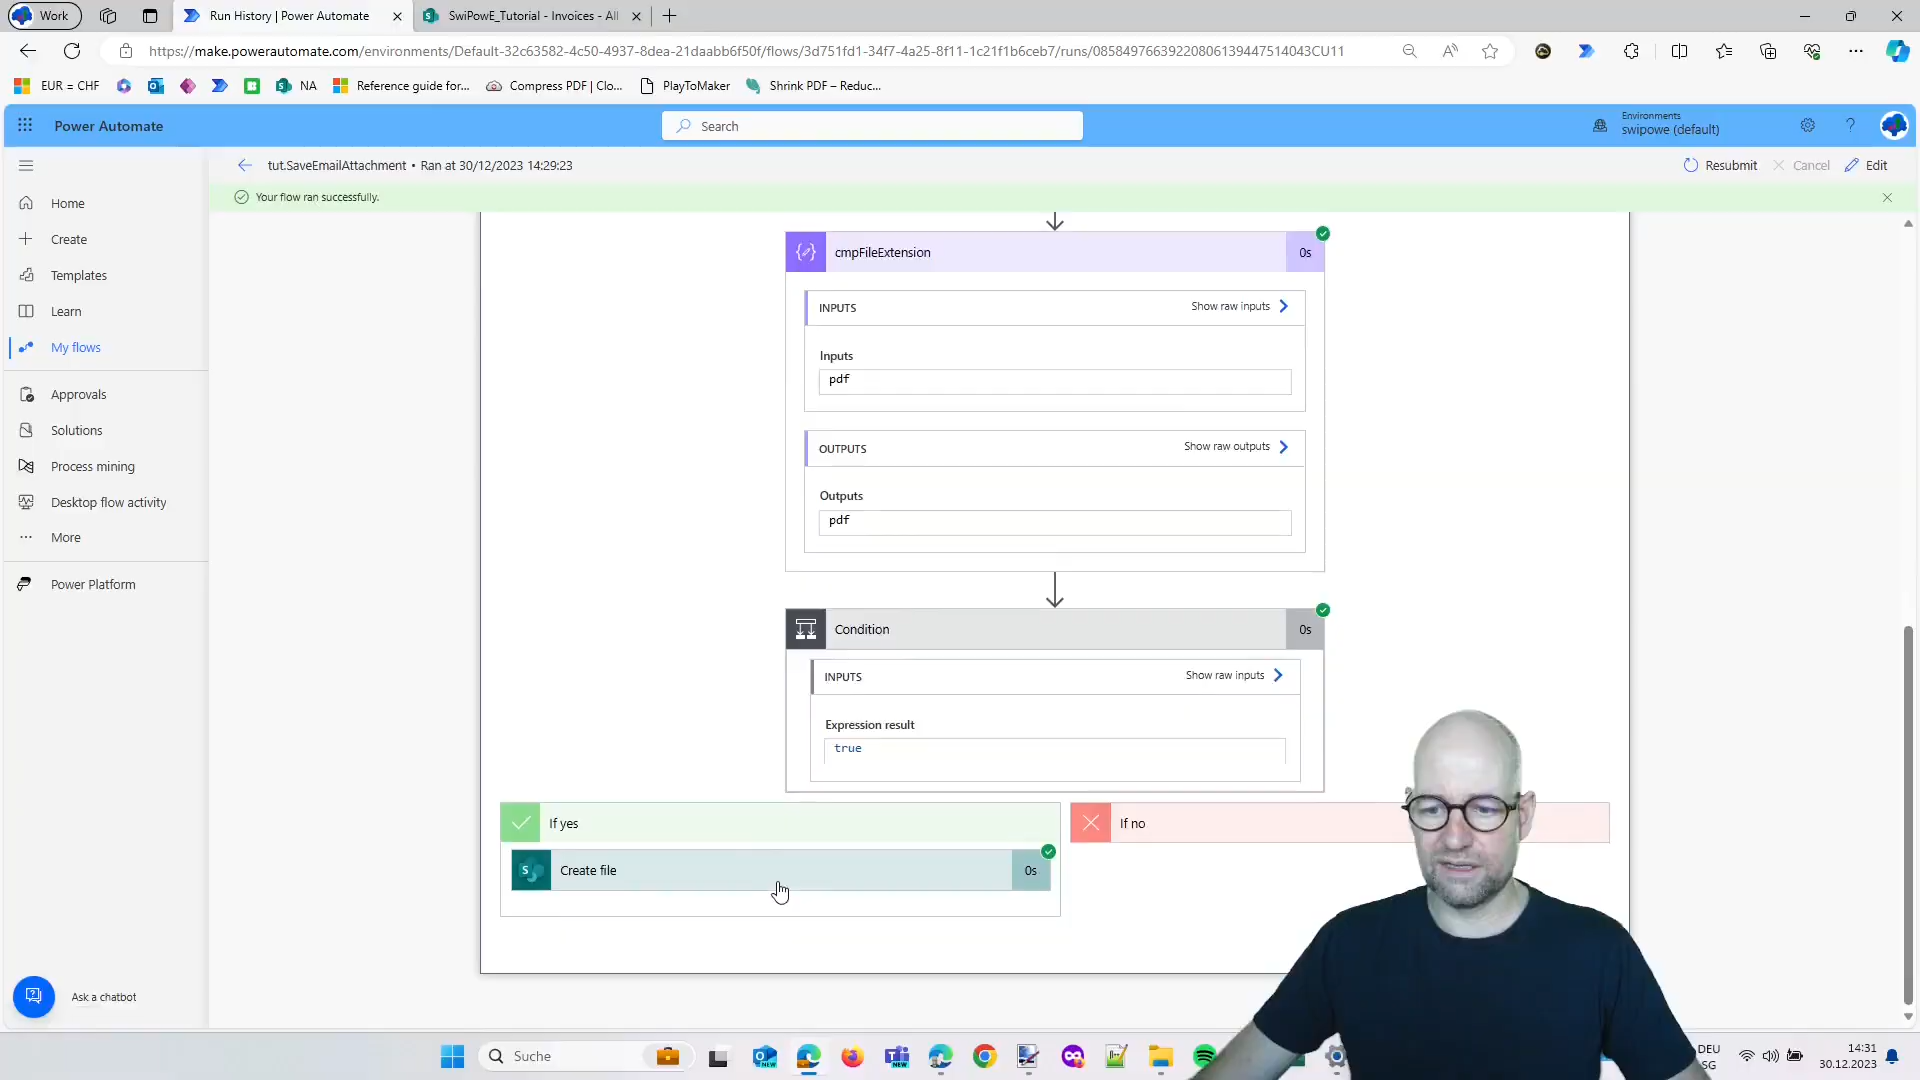 Work
Run History | Power Automate
SwiPowE_Tutorial - Invoices - All
https://make.powerautomate.com/environments/Default-32c63582-4c50-4937-8dea-21daabb6f50f/flows/3d751fd1-34f7-4a25-8f11-1c21f1b6ceb7/runs/08584976639220806139447514043CU11
EUR = CHF
NA
Reference guide for...
Compress PDF | Clo...
PlayToMaker
Shrink PDF – Reduc...
Power Automate
Search
Environments
swipowe (default)
tut.SaveEmailAttachment • Ran at 30/12/2023 14:29:23
Resubmit
Cancel
Edit
Your flow ran successfully.
Home
Create
Templates
Learn
My flows
Approvals
Solutions
Process mining
Desktop flow activity
More
Power Platform
Ask a chatbot
cmpFileExtension
0s
INPUTS
Show raw inputs
Inputs
pdf
OUTPUTS
Show raw outputs
Outputs
pdf
Condition
0s
INPUTS
Show raw inputs
Expression result
true
If yes
If no
Create file
0s
Suche
DEU
SG
14:31
30.12.2023